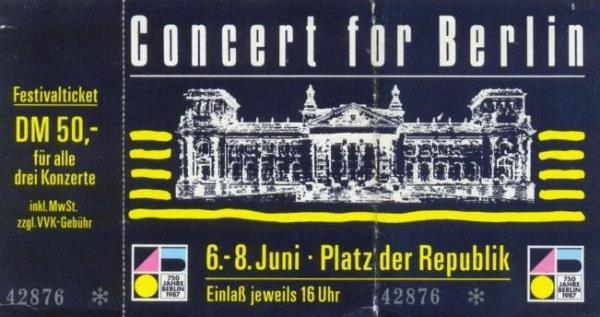 Concert for Berlin
Festivalticket
DM 50,-
für alle
drei Konzerte
inkl. MwSt.
zzgl. VVK-Gebühr
42876 *
6.-8. Juni · Platz der Republik
Einlaß jeweils 16 Uhr
42876 *
750
JAHRE
BERLIN
1987
750
JAHRE
BERLIN
1987